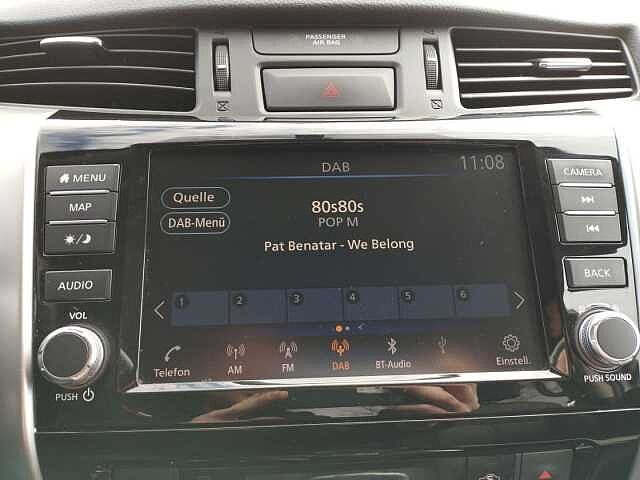 PASSENGER
AIR BAG
DAB
11:08
MENU
MAP
AUDIO
VOL
PUSH
Quelle
DAB-Menü
80s80s
POP M
Pat Benatar - We Belong
1 2 3 4 5 6
Telefon
AM
FM
DAB
BT-Audio
Einstell.
CAMERA
BACK
PUSH SOUND